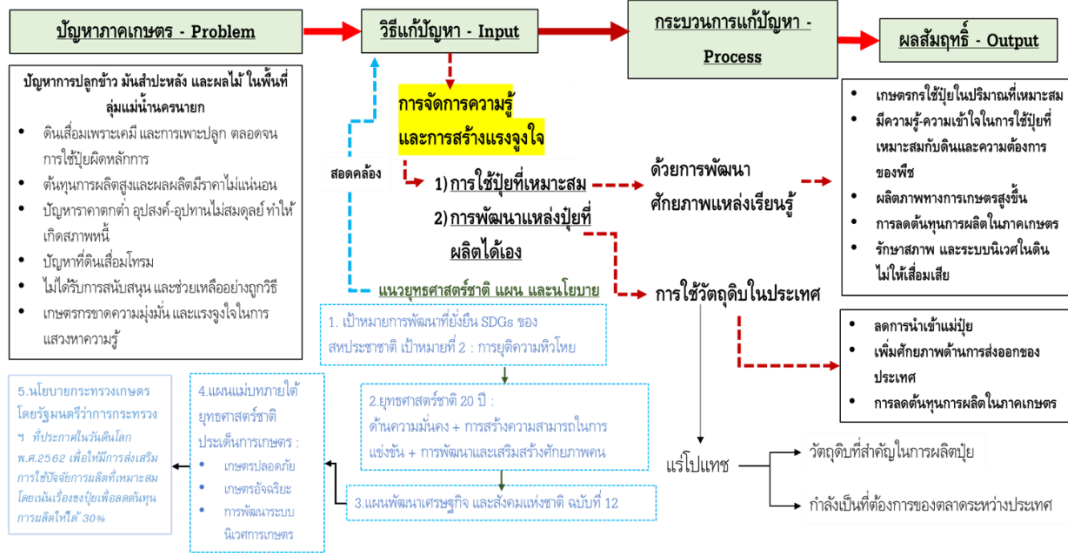 ปัญหาภาคเกษตร - Problem
วิธีแก้ปัญหา - Input
กระบวนการแก้ปัญหา -
Process
ผลสัมฤทธิ์ - Output
ปัญหาการปลูกข้าว มันสำปะหลัง และผลไม้ ในพื้นที่
ลุ่มแม่น้ำนครนายก
• ดินเสื่อมเพราะเคมี และการเพาะปลูก ตลอดจน
การใช้ปุ๋ยผิดหลักการ
• ต้นทุนการผลิตสูงและผลผลิตมีราคาไม่แน่นอน
• ปัญหาราคาตกต่ำ อุปสงค์-อุปทานไม่สมดุลย์ ทำให้
เกิดสภาพหนี้
• ปัญหาที่ดินเสื่อมโทรม
• ไม่ได้รับการสนับสนุน และช่วยเหลืออย่างถูกวิธี
• เกษตรกรขาดความมุ่งมั่น และแรงจูงใจในการ
แสวงหาความรู้
สอดคล้อง
การจัดการความรู้
และการสร้างแรงจูงใจ
1) การใช้ปุ๋ยที่เหมาะสม
2) การพัฒนาแหล่งปุ๋ยที่
ผลิตได้เอง
แนวยุทธศาสตร์ชาติ แผน และนโยบาย
ด้วยการพัฒนา
ศักยภาพแหล่งเรียนรู้
การใช้วัตถุดิบในประเทศ
• เกษตรกรใช้ปุ๋ยในปริมาณที่เหมาะสม
• มีความรู้-ความเข้าใจในการใช้ปุ๋ยที่
เหมาะสมกับดินและความต้องการ
ของพืช
• ผลิตภาพทางการเกษตรสูงขึ้น
• การลดต้นทุนการผลิตในภาคเกษตร
• รักษาสภาพ และระบบนิเวศในดิน
ไม่ให้เสื่อมเสีย
• ลดการนำเข้าแม่ปุ๋ย
• เพิ่มศักยภาพด้านการส่งออกของ
ประเทศ
• การลดต้นทุนการผลิตในภาคเกษตร
1. เป้าหมายการพัฒนาที่ยั่งยืน SDGs ของ
สหประชาชาติ เป้าหมายที่ 2 : การยุติความหิวโหย
2.ยุทธศาสตร์ชาติ 20 ปี :
ด้านความมั่นคง + การสร้างความสามารถในการ
แข่งขัน + การพัฒนาและเสริมสร้างศักยภาพคน
3.แผนพัฒนาเศรษฐกิจ และสังคมแห่งชาติ ฉบับที่ 12
4.แผนแม่บทภายใต้
ยุทธศาสตร์ชาติ
ประเด็นการเกษตร :
• เกษตรปลอดภัย
• เกษตรอัจฉริยะ
• การพัฒนาระบบ
นิเวศการเกษตร
5.นโยบายกระทรวงเกษตร
โดยรัฐมนตรีว่าการกระทรวง
ฯ ที่ประกาศในวันดินโลก
พ.ศ.2562 เพื่อให้มีการส่งเสริม
การใช้ปัจจัยการผลิตที่เหมาะสม
โดยเน้นเรื่องของปุ๋ยเพื่อลดต้นทุน
การผลิตให้ได้ 30%
แร่โปแทช
วัตถุดิบที่สำคัญในการผลิตปุ๋ย
กำลังเป็นที่ต้องการของตลาดระหว่างประเทศ